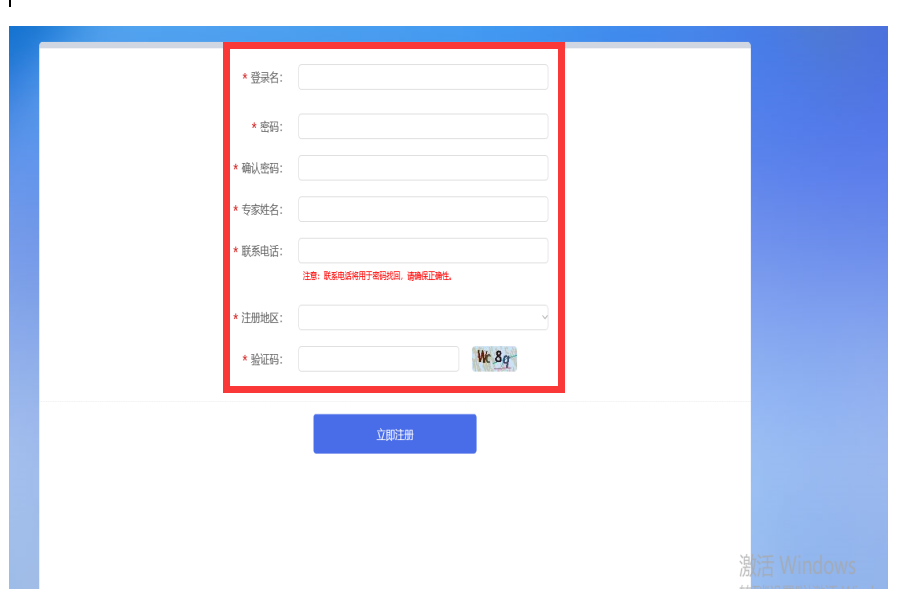 * 登录名:
* 密码:
* 确认密码:
* 专家姓名:
* 联系电话:
注意: 联系电话将用于密码找回, 请确保正确性。
* 注册地区:
* 验证码:
Wc8q
立即注册
激活 Windows